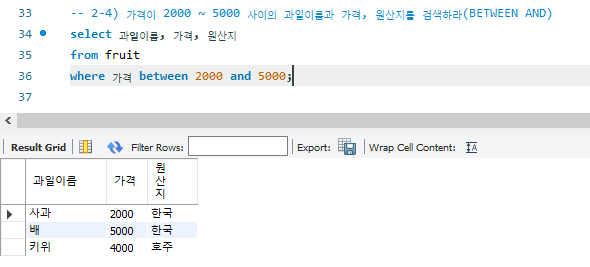 33 -- 2-4) 가격이 2000 ~ 5000 사이의 과일이름과 가격, 원산지를 검색하라(BETWEEN AND)
34 select 과일이름, 가격, 원산지
35 from fruit
36 where 가격 between 2000 and 5000;
37
Result Grid Filter Rows: Export: Wrap Cell Content: IA
과일이름 가격 원산지
사과 2000 한국
배 5000 한국
키위 4000 호주